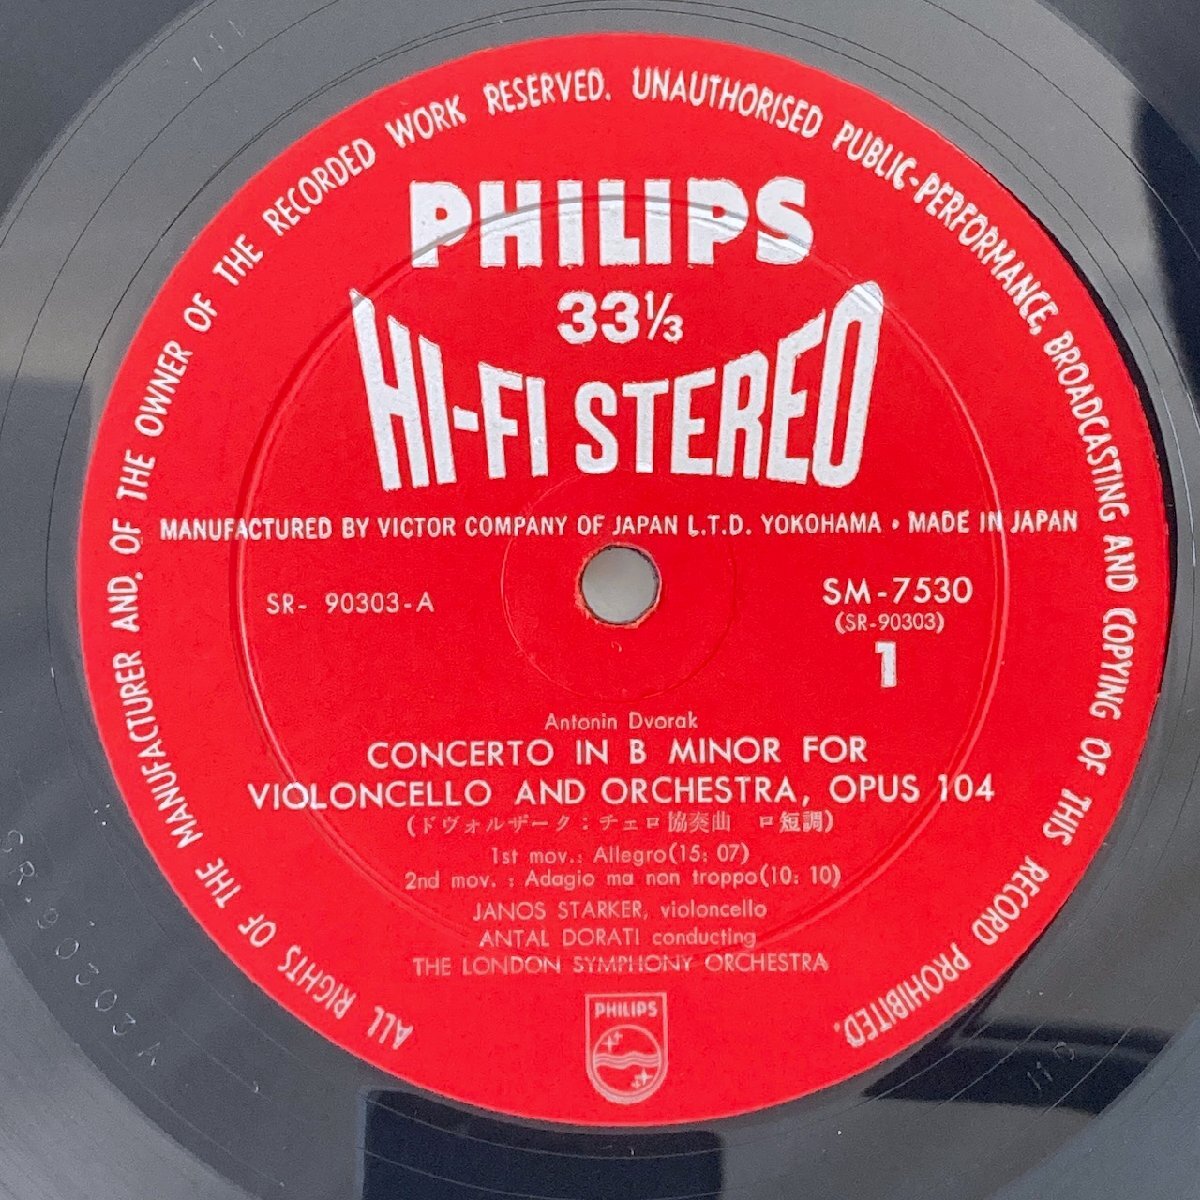 ALL RIGHTS OF THE MANUFACTURER AND. OF THE OWNER OF THE RECORDED WORK RESERVED. UNAUTHORISED PUBLIC-PERFORMANCE, BROADCASTING AND COPYING OF THIS RECORD PROHIBITED.
PHILIPS
33⅓
HI-FI STEREO
MANUFACTURED BY VICTOR COMPANY OF JAPAN L.T.D. YOKOHAMA • MADE IN JAPAN
SR- 90303-A
SM-7530
(SR-90303)
1
Antonin Dvorak
CONCERTO IN B MINOR FOR
VIOLONCELLO AND ORCHESTRA, OPUS 104
(ドヴォルザーク：チェロ協奏曲 ロ短調)
1st mov.: Allegro(15: 07)
2nd mov. : Adagio ma non troppo(10: 10)
JANOS STARKER, violoncello
ANTAL DORATI conducting
THE LONDON SYMPHONY ORCHESTRA
PHILIPS